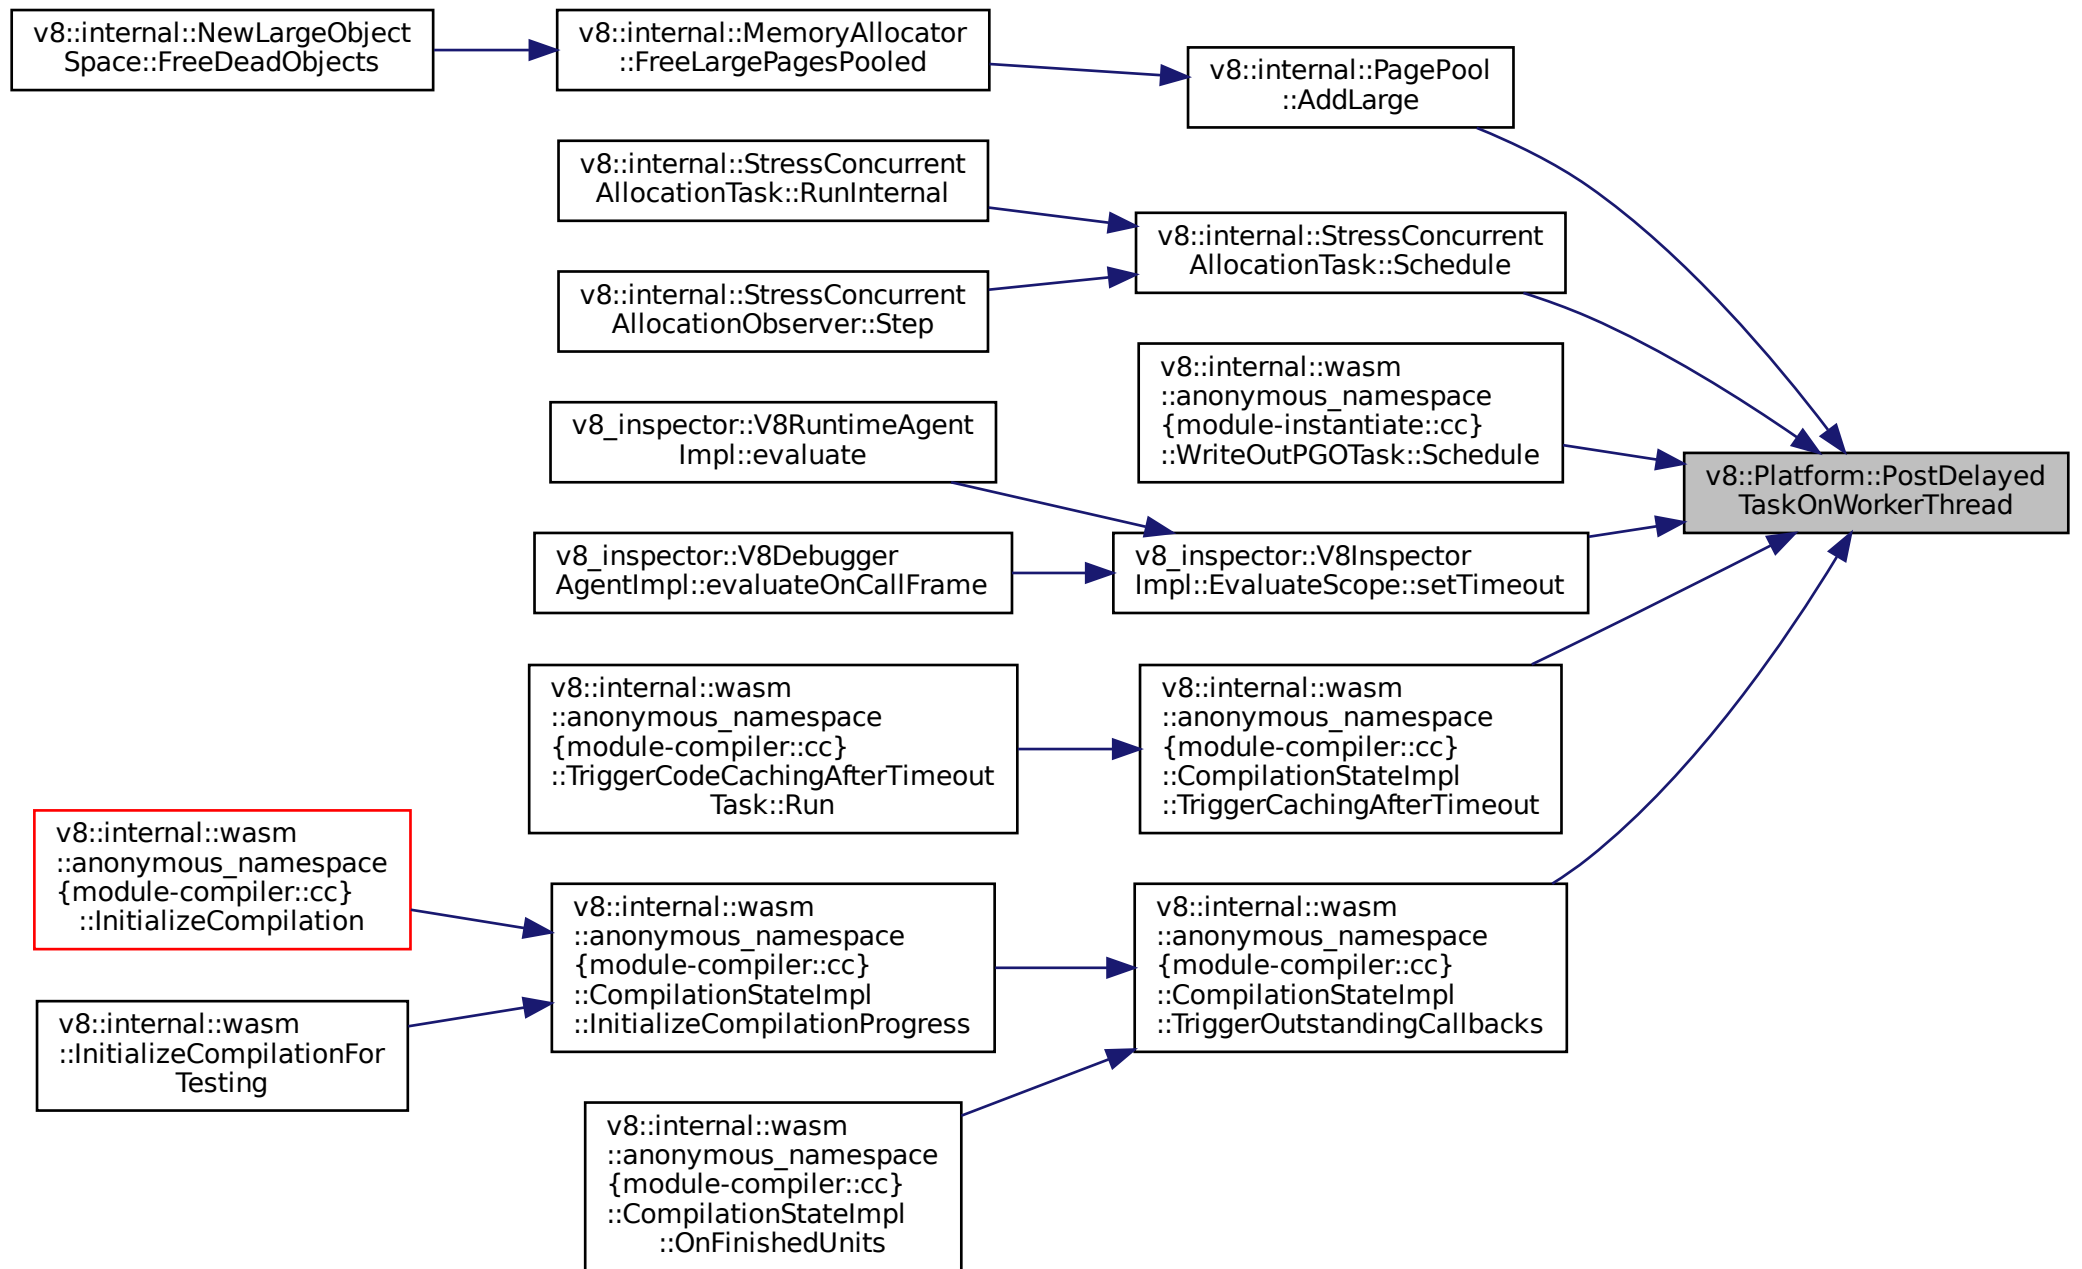 v8::internal::NewLargeObject
Space::FreeDeadObjects
v8::internal::MemoryAllocator
::FreeLargePagesPooled
v8::internal::PagePool
::AddLarge
v8::internal::StressConcurrent
AllocationTask::RunInternal
v8::internal::StressConcurrent
AllocationTask::Schedule
v8::internal::StressConcurrent
AllocationObserver::Step
v8::internal::wasm
::anonymous_namespace
{module-instantiate::cc}
::WriteOutPGOTask::Schedule
v8_inspector::V8RuntimeAgent
Impl::evaluate
v8::Platform::PostDelayed
TaskOnWorkerThread
v8_inspector::V8Debugger
AgentImpl::evaluateOnCallFrame
v8_inspector::V8Inspector
Impl::EvaluateScope::setTimeout
v8::internal::wasm
::anonymous_namespace
{module-compiler::cc}
::TriggerCodeCachingAfterTimeout
Task::Run
v8::internal::wasm
::anonymous_namespace
{module-compiler::cc}
::CompilationStateImpl
::TriggerCachingAfterTimeout
v8::internal::wasm
::anonymous_namespace
{module-compiler::cc}
::InitializeCompilation
v8::internal::wasm
::anonymous_namespace
{module-compiler::cc}
::CompilationStateImpl
::InitializeCompilationProgress
v8::internal::wasm
::anonymous_namespace
{module-compiler::cc}
::CompilationStateImpl
::TriggerOutstandingCallbacks
v8::internal::wasm
::InitializeCompilationFor
Testing
v8::internal::wasm
::anonymous_namespace
{module-compiler::cc}
::CompilationStateImpl
::OnFinishedUnits